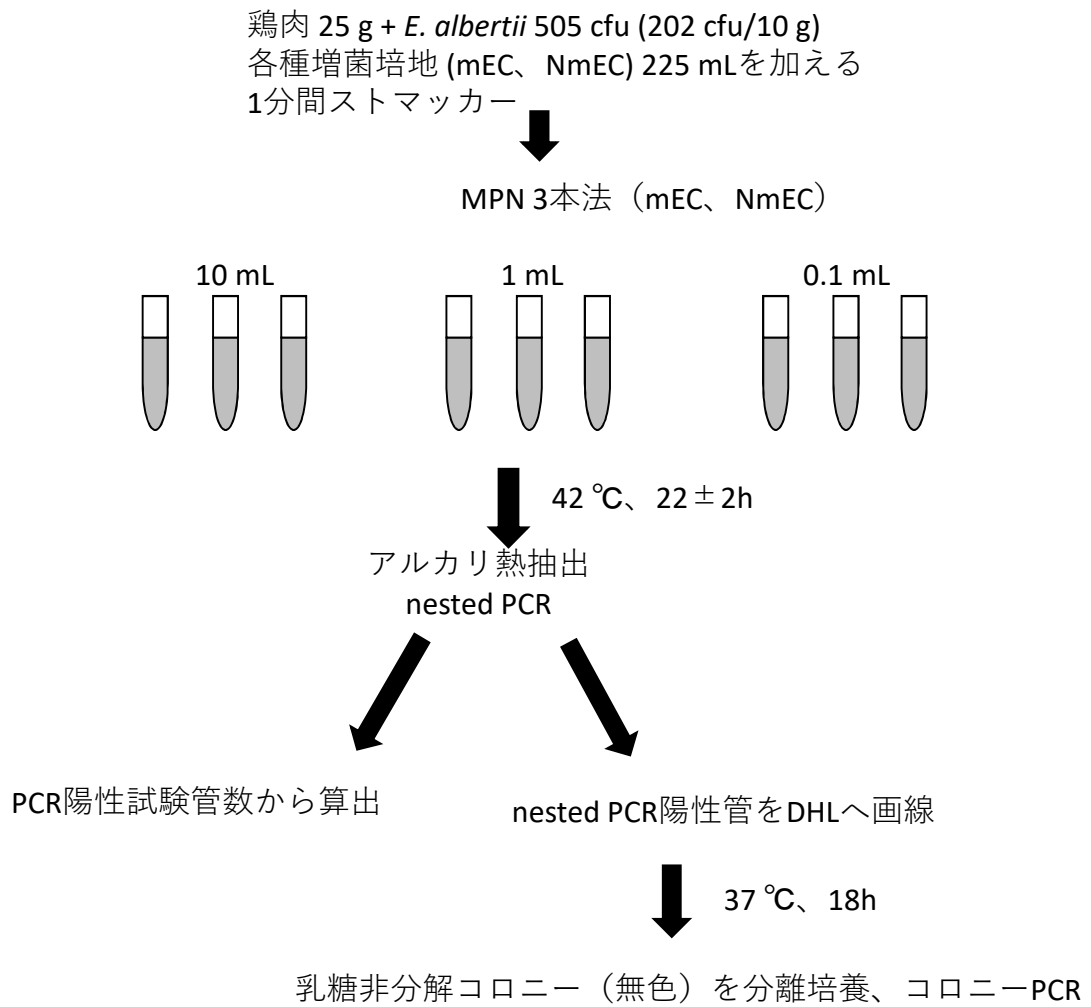 鶏肉 25 g + E. albertii 505 cfu (202 cfu/10 g)
各種増菌培地 (mEC、NmEC) 225 mLを加える
1分間ストマッカー
MPN 3本法（mEC、NmEC）
10 mL
1 mL
0.1 mL
42 ℃、22±2h
アルカリ熱抽出
nested PCR
PCR陽性試験管数から算出
nested PCR陽性管をDHLへ画線
37 ℃、18h
乳糖非分解コロニー（無色）を分離培養、コロニーPCR